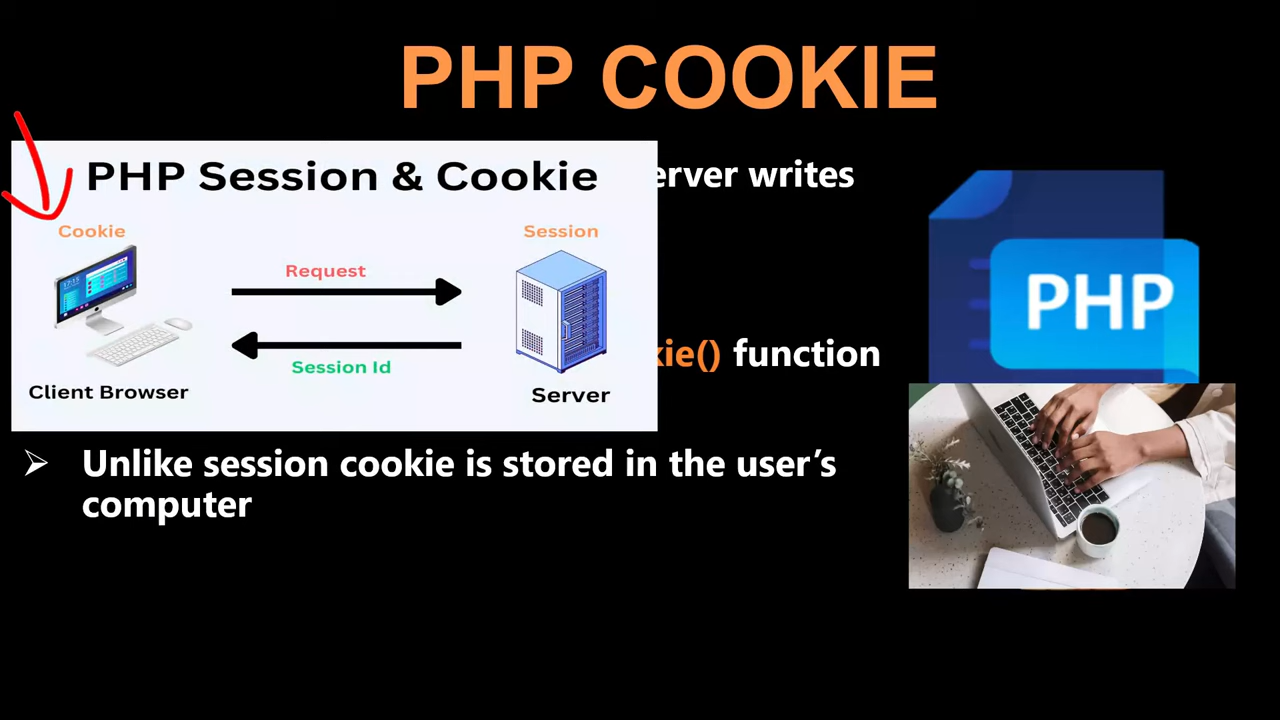 PHP COOKIE
PHP Session & Cookie
erver writes
Cookie
Session
Request
kie() function
Session Id
Client Browser
Server
PHP
Unlike session cookie is stored in the user’s
computer